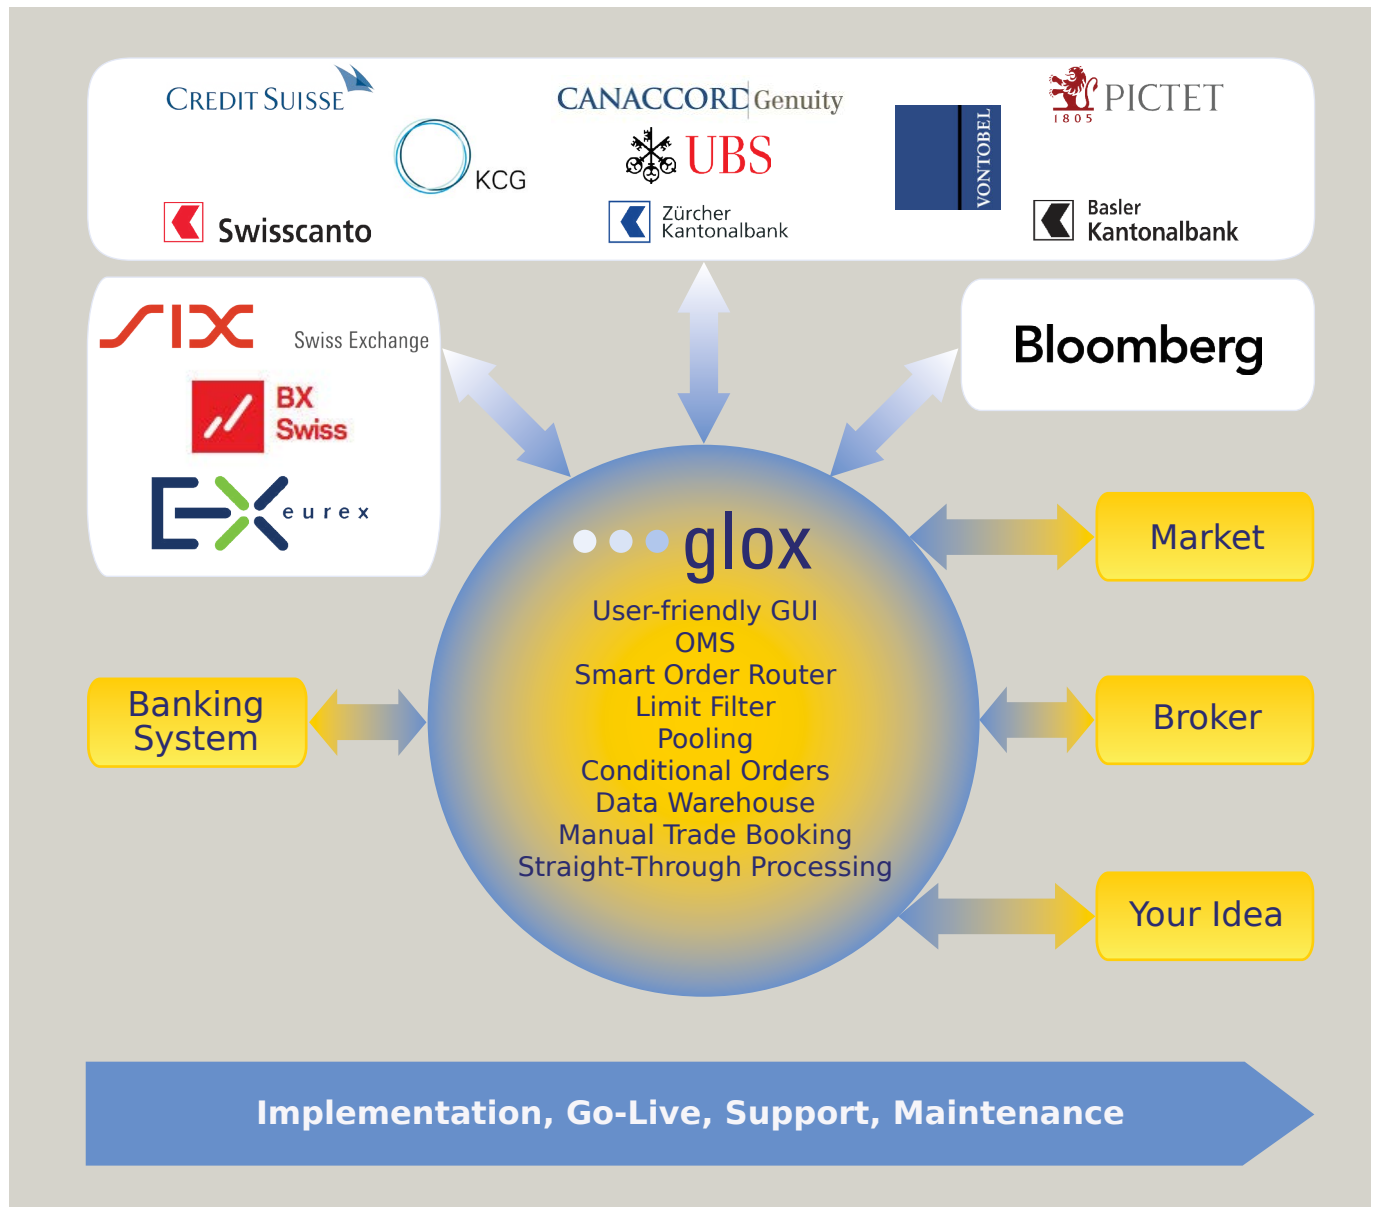 CREDIT SUISSE
CANACCORD Genuity
PICTET
1805
KCG
UBS
VONTOBEL
Swisscanto
Zürcher
Kantonalbank
Basler
Kantonalbank
SIX
Swiss Exchange
BX
Swiss
EX eurex
Bloomberg
glox
User-friendly GUI
OMS
Smart Order Router
Limit Filter
Pooling
Conditional Orders
Data Warehouse
Manual Trade Booking
Straight-Through Processing
Market
Banking
System
Broker
Your Idea
Implementation, Go-Live, Support, Maintenance